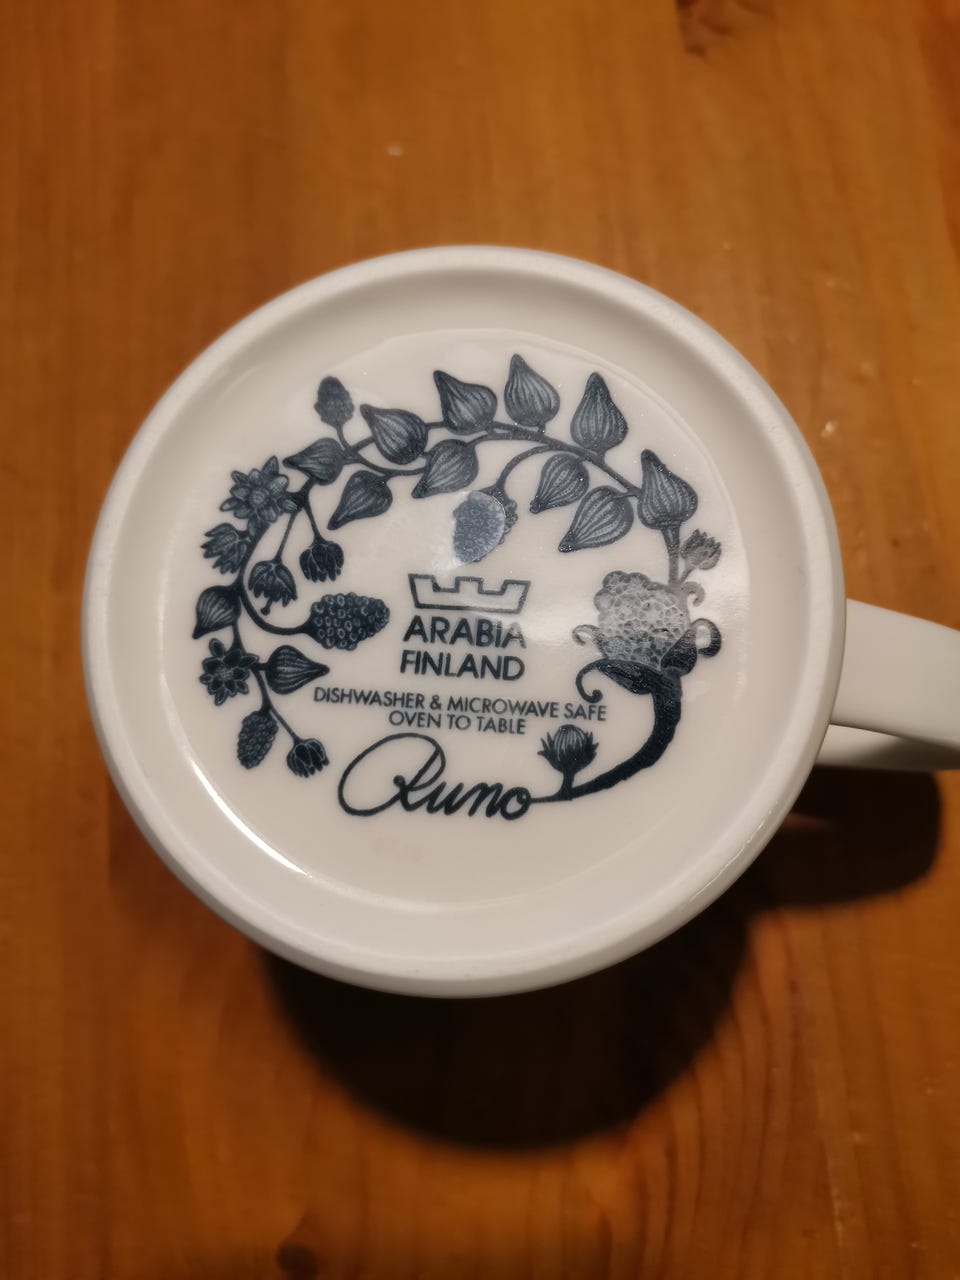 ARABIA
FINLAND
DISHWASHER & MICROWAVE SAFE
OVEN TO TABLE
Runo